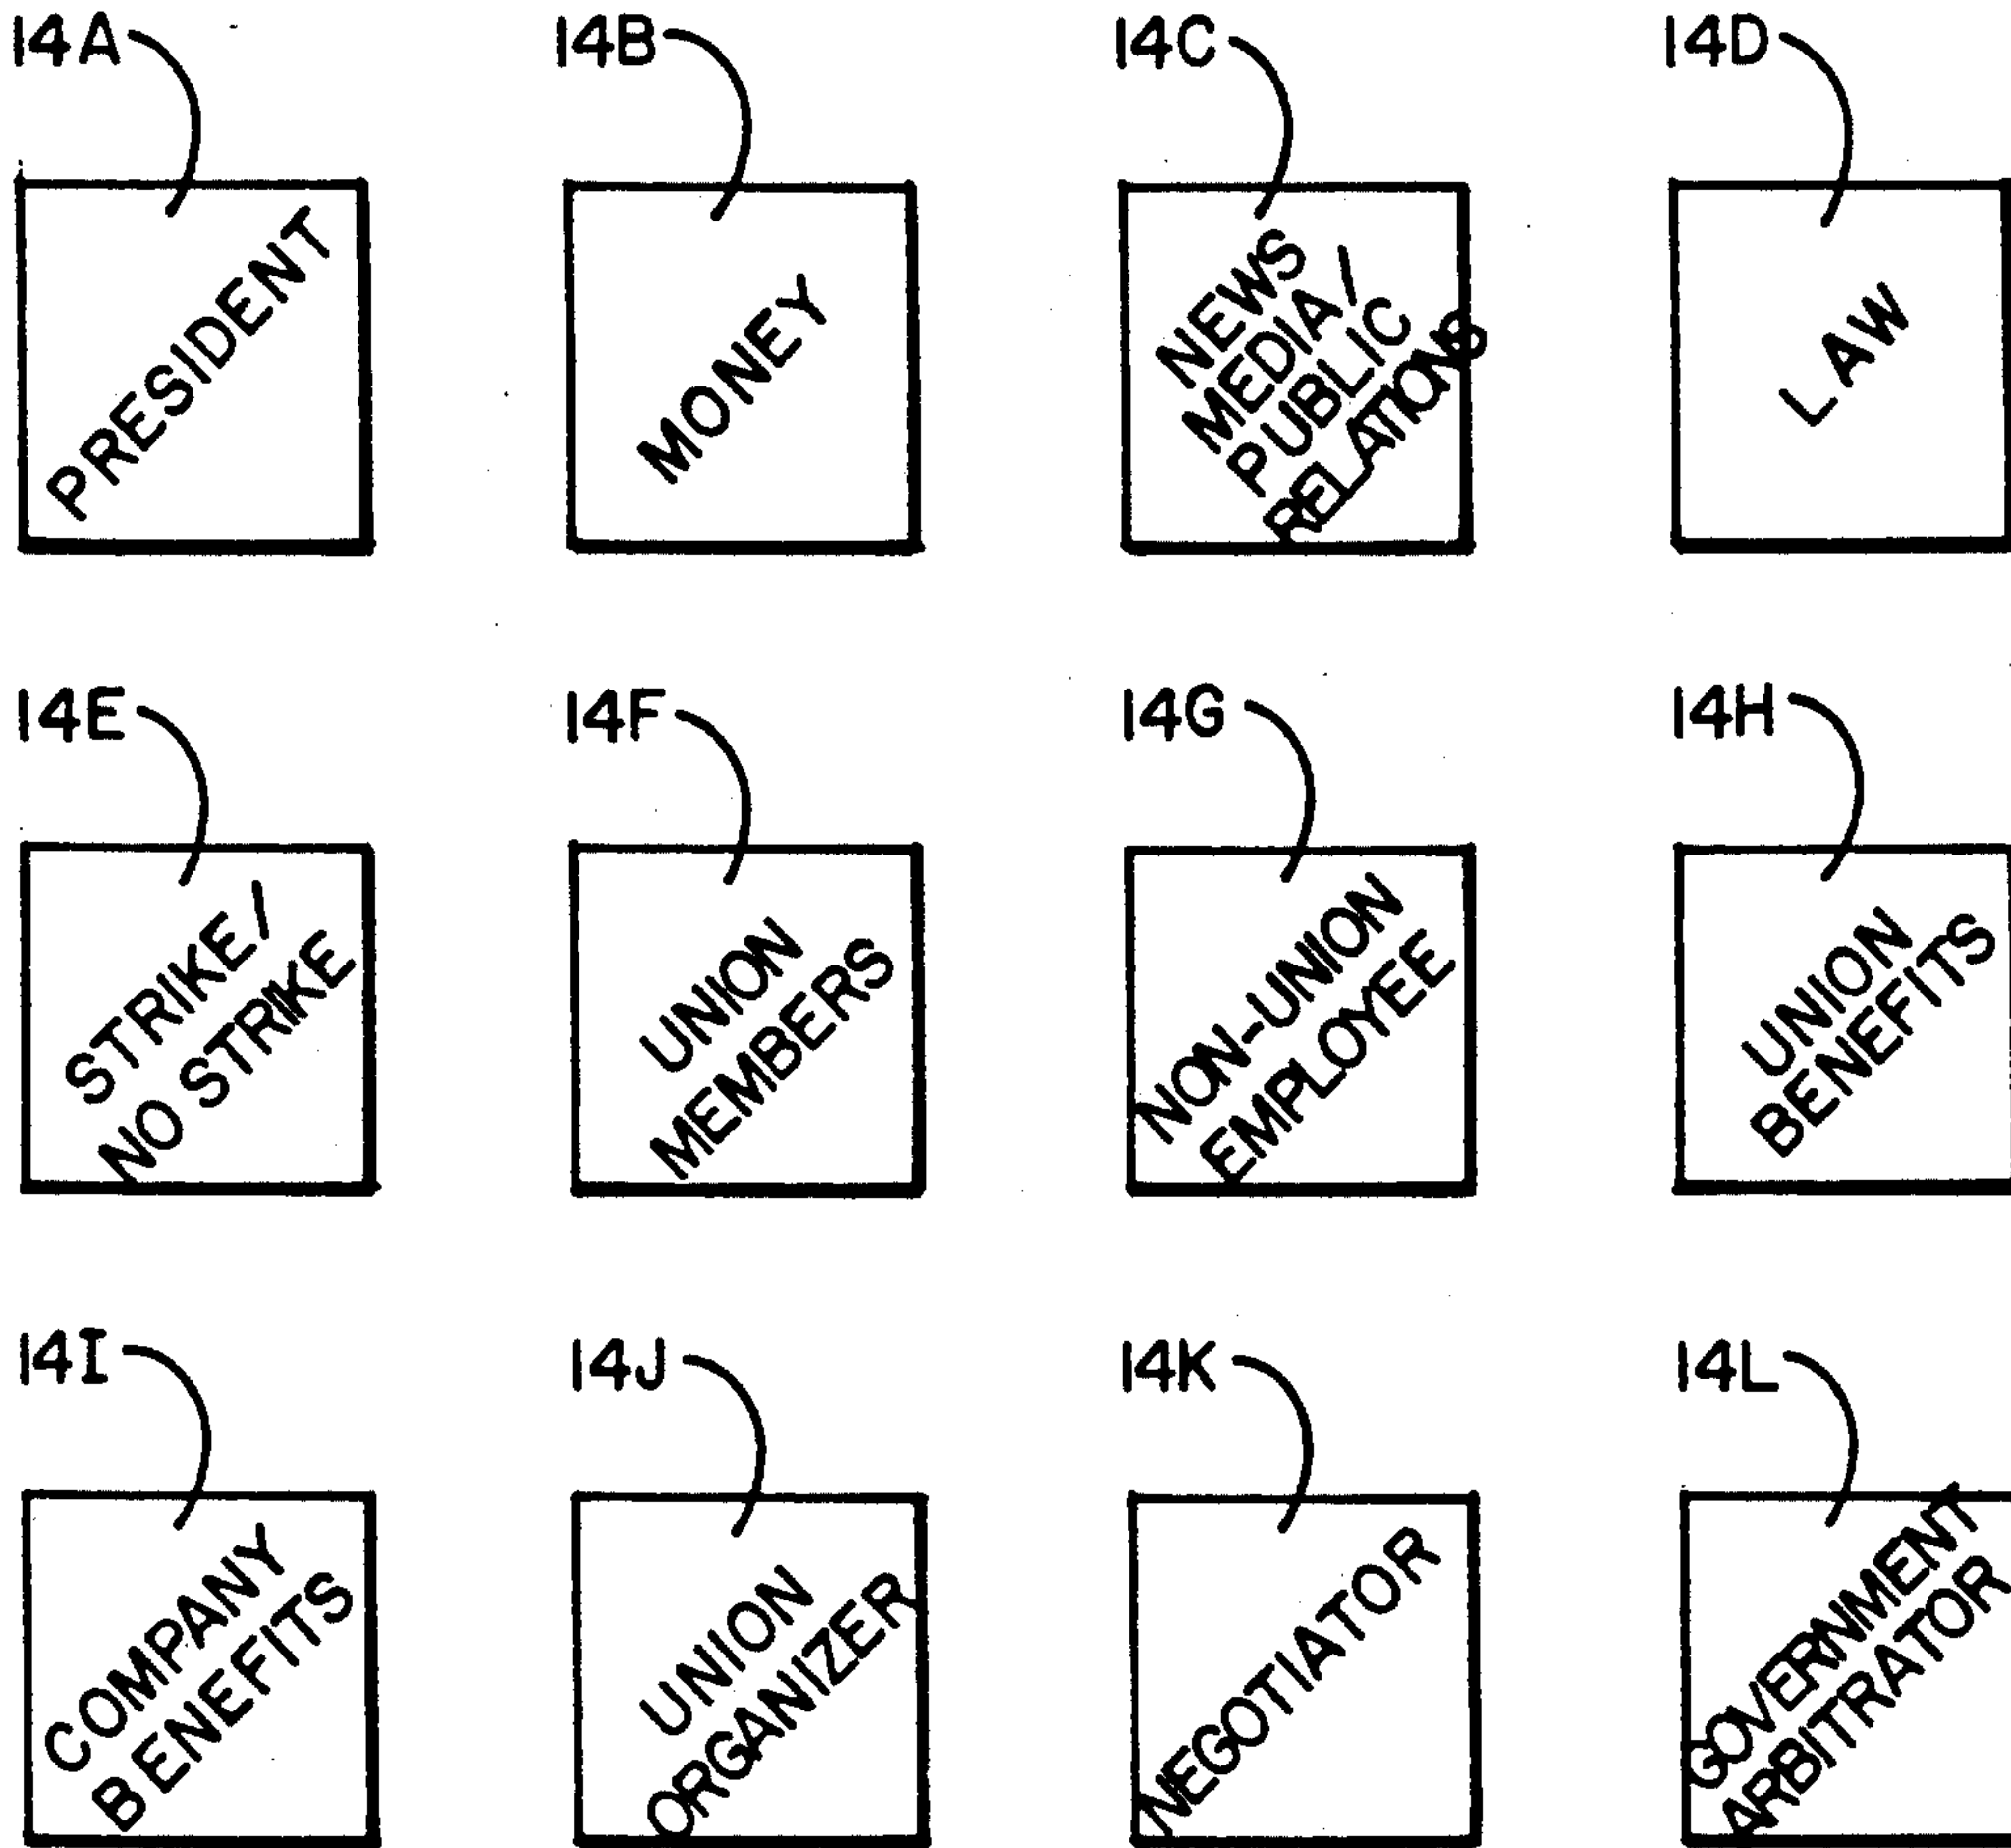 14A
14B
14C
14D
PRESIDENT
MONEY
NEWS
MEDIA/
PUBLIC
RELATIONS
LAW
14E
14F
14G
14H
STRIKE/
NO STRIKE
UNION
MEMBERS
NON-UNION
EMPLOYEE
UNION
BENEFITS
14I
14J
14K
14L
COMPANY
BENEFITS
UNION
ORGANIZER
NEGOTIATOR
GOVERNMENT
ARBITRATOR